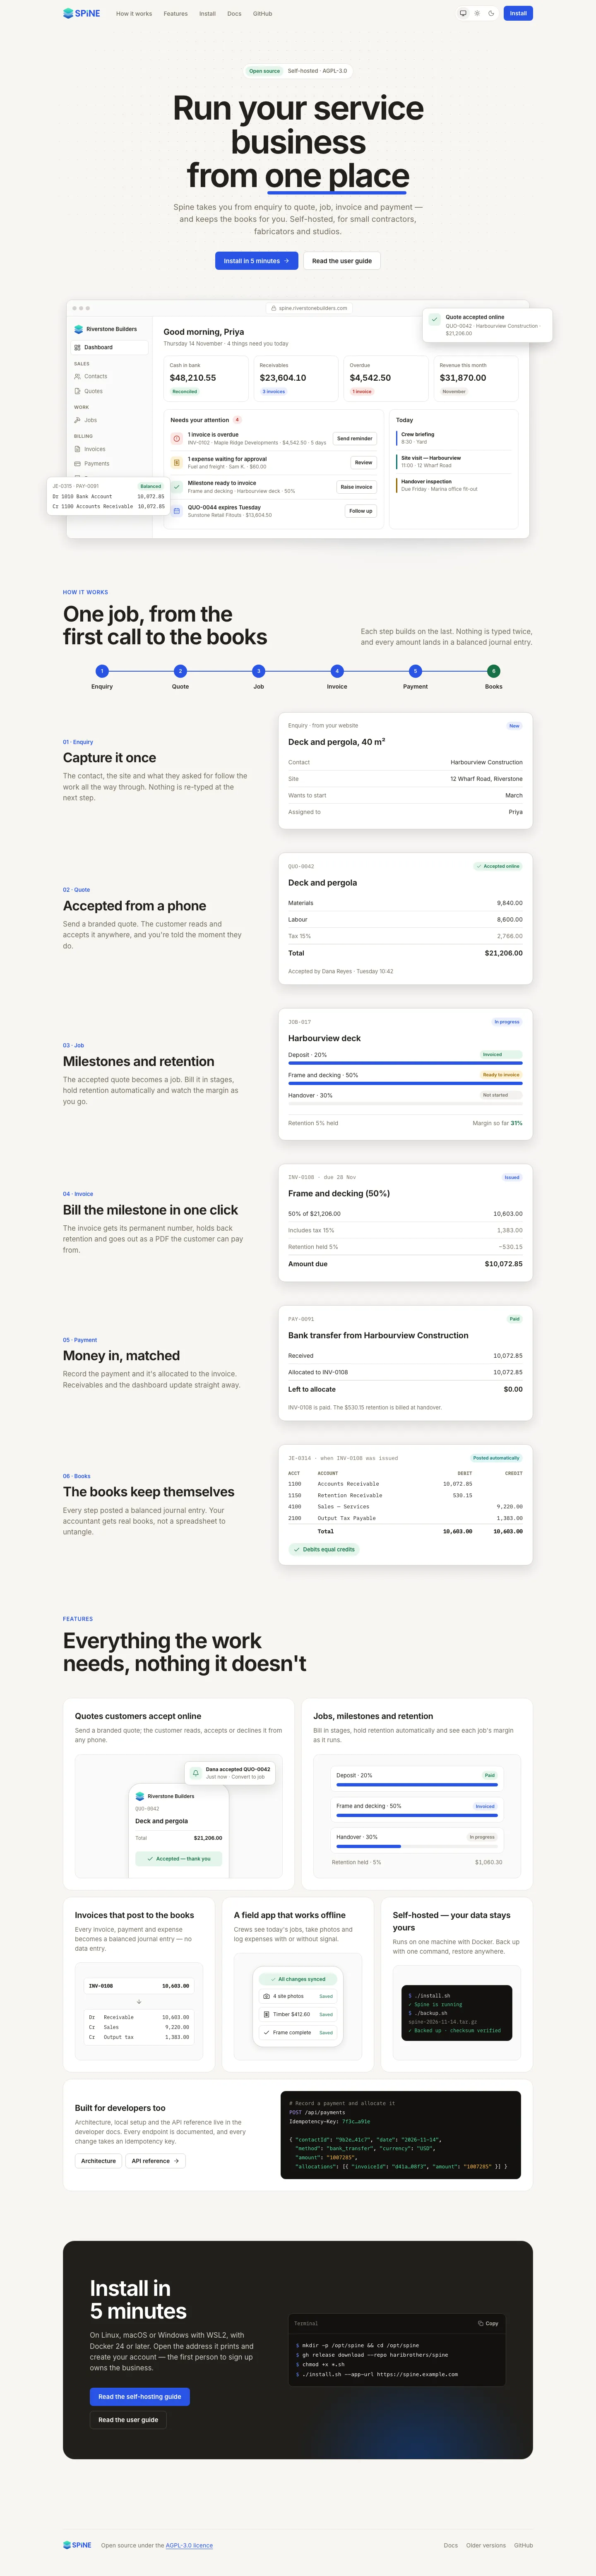 SPiNE
How it works
Features
Install
Docs
GitHub
Install
Open source
Self-hosted · AGPL-3.0
Run your service
business
from one place
Spine takes you from enquiry to quote, job, invoice and payment —
and keeps the books for you. Self-hosted, for small contractors,
fabricators and studios.
Install in 5 minutes →
Read the user guide
spine.riverstonebuilders.com
Quote accepted online
QUO-0042 · Harbourview Construction ·
$21,206.00
Riverstone Builders
Dashboard
SALES
Contacts
Quotes
WORK
Jobs
BILLING
Invoices
Payments
Good morning, Priya
Thursday 14 November · 4 things need you today
Cash in bank
$48,210.55
Reconciled
Receivables
$23,604.10
3 invoices
Overdue
$4,542.50
1 invoice
Revenue this month
$31,870.00
November
Needs your attention 4
1 invoice is overdue
INV-0102 · Maple Ridge Developments · $4,542.50 · 5 days
Send reminder
1 expense waiting for approval
Fuel and freight · Sam K. · $60.00
Review
Milestone ready to invoice
Frame and decking · Harbourview deck · 50%
Raise invoice
QUO-0044 expires Tuesday
Sunstone Retail Fitouts · $13,604.50
Follow up
Today
Crew briefing
6:30 · Yard
Site visit — Harbourview
11:00 · 12 Wharf Road
Handover inspection
Due Friday · Marina office fit-out
JE-0315 · PAY-0091
Balanced
Dr 1010 Bank Account 10,072.85
Cr 1100 Accounts Receivable 10,072.85
HOW IT WORKS
One job, from the
first call to the books
Each step builds on the last. Nothing is typed twice,
and every amount lands in a balanced journal entry.
1
2
3
4
5
6
Enquiry
Quote
Job
Invoice
Payment
Books
01 · Enquiry
Capture it once
The contact, the site and what they asked for follow the
work all the way through. Nothing is re-typed at the
next step.
Enquiry · from your website
New
Deck and pergola, 40 m²
Contact Harbourview Construction
Site 12 Wharf Road, Riverstone
Wants to start March
Assigned to Priya
02 · Quote
Accepted from a phone
Send a branded quote. The customer reads and
accepts it anywhere, and you're told the moment they
do.
QUO-0042
Accepted online
Deck and pergola
Materials 9,840.00
Labour 8,600.00
Tax 15% 2,766.00
Total $21,206.00
Accepted by Dana Reyes · Tuesday 10:42
03 · Job
Milestones and retention
The accepted quote becomes a job. Bill it in stages,
hold retention automatically and watch the margin as
you go.
JOB-017
In progress
Harbourview deck
Deposit · 20% Invoiced
Frame and decking · 50% Ready to invoice
Handover · 30% Not started
Retention 5% held Margin so far 31%
04 · Invoice
Bill the milestone in one click
The invoice gets its permanent number, holds back
retention and goes out as a PDF the customer can pay
from.
INV-0108 · due 28 Nov
Issued
Frame and decking (50%)
50% of $21,206.00 10,603.00
Includes tax 15% 1,383.00
Retention held 5% −530.15
Amount due $10,072.85
05 · Payment
Money in, matched
Record the payment and it's allocated to the invoice.
Receivables and the dashboard update straight away.
PAY-0091
Paid
Bank transfer from Harbourview Construction
Received 10,072.85
Allocated to INV-0108 10,072.85
Left to allocate $0.00
INV-0108 is paid. The $530.15 retention is billed at handover.
06 · Books
The books keep themselves
Every step posted a balanced journal entry. Your
accountant gets real books, not a spreadsheet to
untangle.
JE-0314 · when INV-0108 was issued
Posted automatically
ACCT ACCOUNT DEBIT CREDIT
1100 Accounts Receivable 10,072.85
1150 Retention Receivable 530.15
4100 Sales — Services 9,220.00
2100 Output Tax Payable 1,383.00
Total 10,603.00 10,603.00
Debits equal credits
FEATURES
Everything the work
needs, nothing it doesn't
Quotes customers accept online
Send a branded quote; the customer reads, accepts or declines it from
any phone.
Dana accepted QUO-0042
Just now · Convert to job
Riverstone Builders
QUO-0042
Deck and pergola
Total $21,206.00
Accepted — thank you
Jobs, milestones and retention
Bill in stages, hold retention automatically and see each job's margin
as it runs.
Deposit · 20% Paid
Frame and decking · 50% Invoiced
Handover · 30% In progress
Retention held · 5% $1,060.30
Invoices that post to the books
Every invoice, payment and expense
becomes a balanced journal entry — no
data entry.
INV-0108 10,603.00
↓
Dr Receivable 10,603.00
Cr Sales 9,220.00
Cr Output tax 1,383.00
A field app that works offline
Crews see today's jobs, take photos and
log expenses with or without signal.
All changes synced
4 site photos Saved
Timber $412.60 Saved
Frame complete Saved
Self-hosted — your data stays
yours
Runs on one machine with Docker. Back up
with one command, restore anywhere.
$ ./install.sh
✓ Spine is running
$ ./backup.sh
spine-2026-11-14.tar.gz
✓ Backed up · checksum verified
Built for developers too
Architecture, local setup and the API reference live in the
developer docs. Every endpoint is documented, and every
change takes an idempotency key.
Architecture
API reference →
# Record a payment and allocate it
POST /api/payments
Idempotency-Key: 7f3c…a91e
{ "contactId": "9b2e…41c7", "date": "2026-11-14",
"method": "bank_transfer", "currency": "USD",
"amount": "1007285",
"allocations": [{ "invoiceId": "d41a…08f3", "amount": "1007285" }] }
Install in
5 minutes
On Linux, macOS or Windows with WSL2, with
Docker 24 or later. Open the address it prints and
create your account — the first person to sign up
owns the business.
Read the self-hosting guide
Read the user guide
Terminal
Copy
$ mkdir -p /opt/spine && cd /opt/spine
$ gh release download --repo haribrothers/spine
$ chmod +x *.sh
$ ./install.sh --app-url https://spine.example.com
SPiNE
Open source under the AGPL-3.0 licence
Docs
Older versions
GitHub